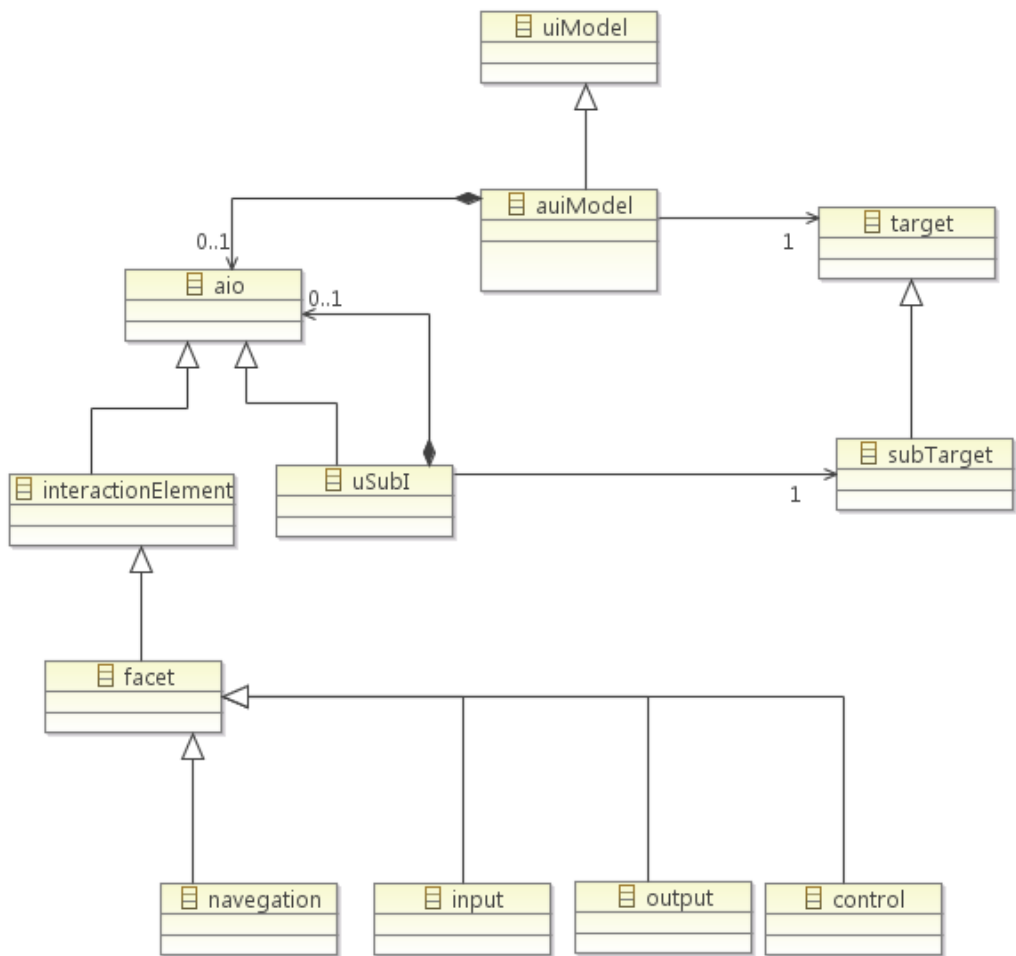 uiModel
auiModel
target
1
0..1
aio
0..1
subTarget
interactionElement
uSubI
1
facet
navegation
input
output
control